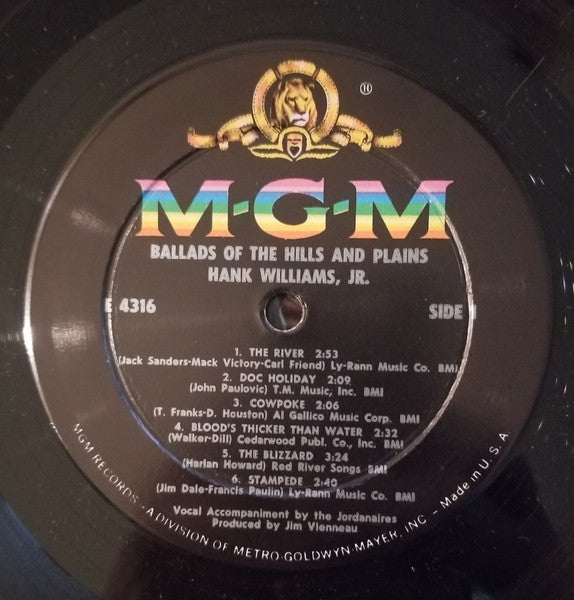 ®
M-G-M
BALLADS OF THE HILLS AND PLAINS
HANK WILLIAMS, JR.
E 4316 SIDE 1
1. THE RIVER 2:53
(Jack Sanders-Mack Victory-Carl Friend) Ly-Rann Music Co. BMI
2. DOC HOLIDAY 2:09
(John Paulovic) T.M. Music, Inc. BMI
3. COWPOKE 2:06
(T. Franks-D. Houston) Al Gallico Music Corp. BMI
4. BLOOD'S THICKER THAN WATER 2:32
(Walker-Dill) Cedarwood Publ. Co., Inc. BMI
5. THE BLIZZARD 3:24
(Harlan Howard) Red River Songs BMI
6. STAMPEDE 2:40
(Jim Dale-Francis Paulin) Ly-Rann Music Co. BMI
Vocal Accompaniment by the Jordanaires
Produced by Jim Vienneau
MGM RECORDS - A DIVISION OF METRO-GOLDWYN-MAYER, INC. - Made in U.S.A